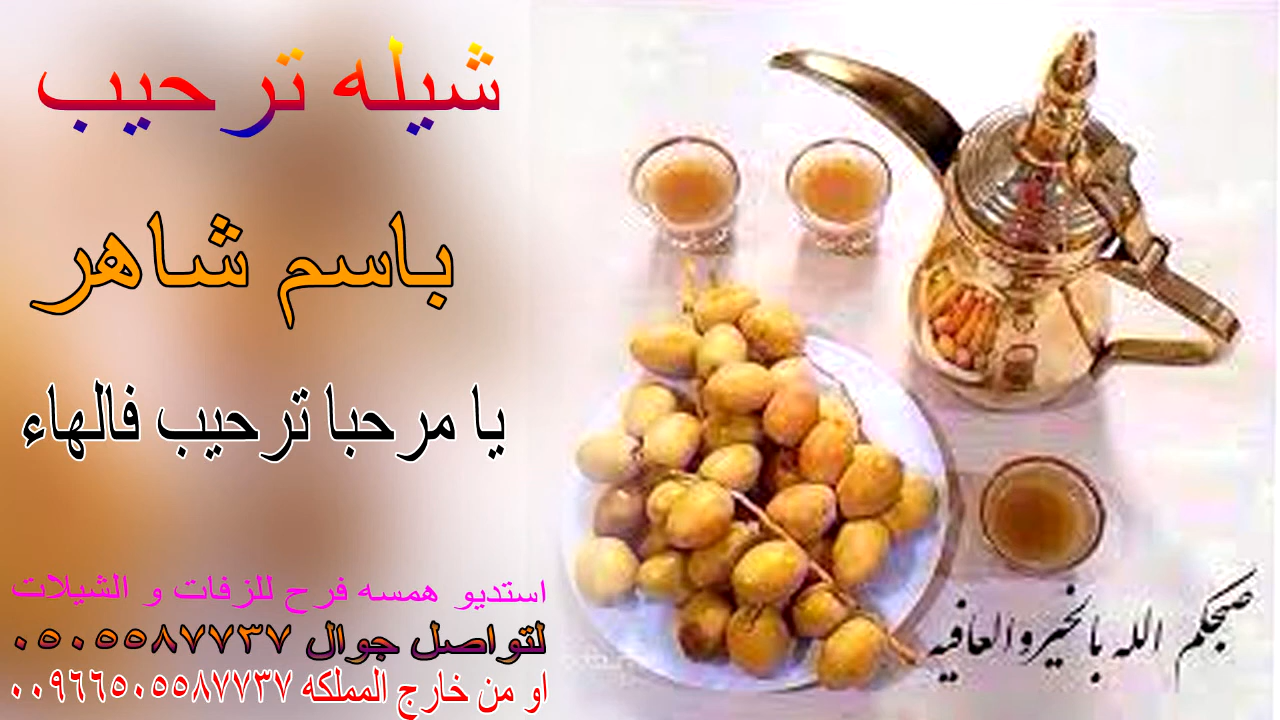 شيله ترحيب
باسم شاهر
يا مرحبا ترحيب فالهاء
استديو همسه فرح للزفات و الشيلات
لتواصل جوال ٠٥٠٥٥٨٧٧٣٧
او من خارج المملكه ٠٠٩٦٦٥٠٥٥٨٧٧٣٧
صبحكم الله بالخير والعافيه